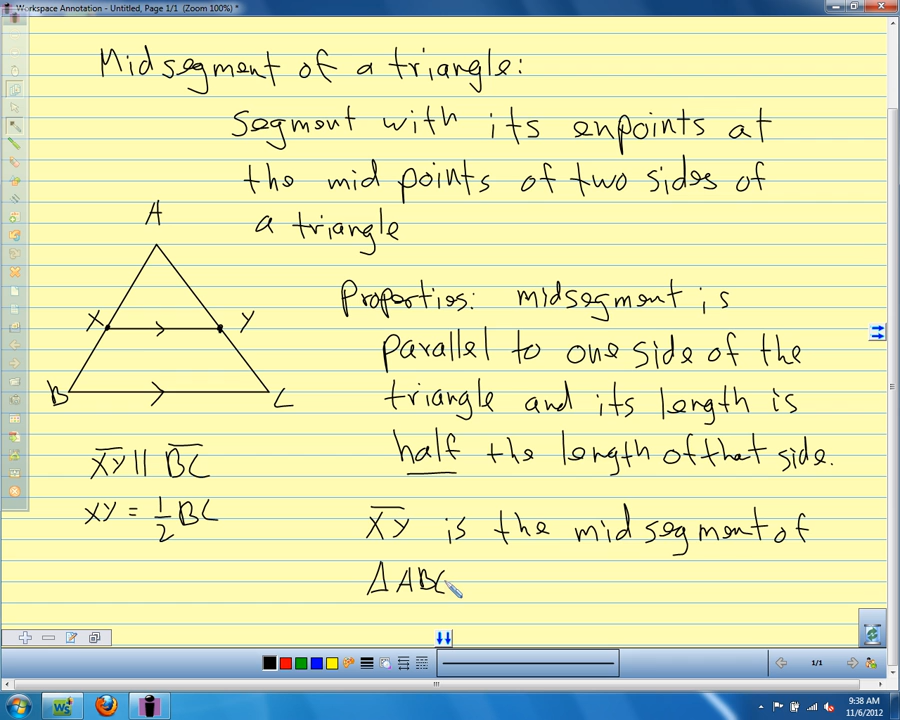 Workspace Annotation - Untitled, Page 1/1 (Zoom 100%) *
Midsegment of a triangle:
segment with its enpoints at
the mid points of two sides of
a triangle
A
X
Y
B
C
Properties: midsegment is
parallel to one side of the
triangle and its length is
half the length of that side.
XY || BC
XY = 1/2 BC
XY is the midsegment of
Δ ABC
1/1
9:38 AM
11/6/2012